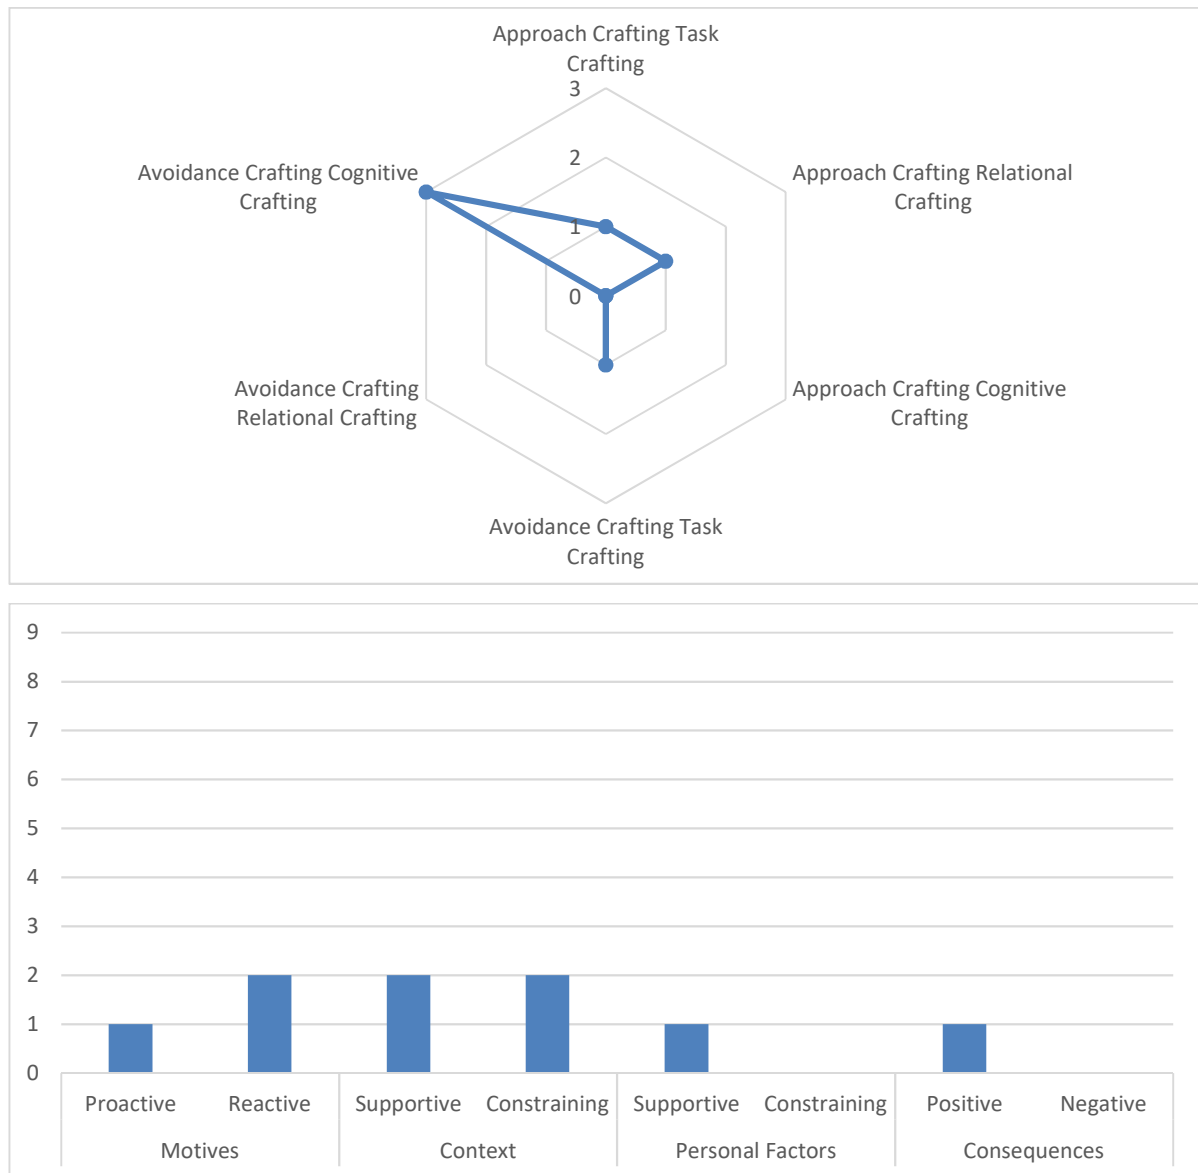 Approach Crafting Task
Crafting
3
2
1
0
Avoidance Crafting Cognitive
Crafting
Approach Crafting Relational
Crafting
Avoidance Crafting
Relational Crafting
Approach Crafting Cognitive
Crafting
Avoidance Crafting Task
Crafting
9
8
7
6
5
4
3
2
1
0
Proactive Reactive Supportive Constraining Supportive Constraining Positive Negative
Motives Context Personal Factors Consequences